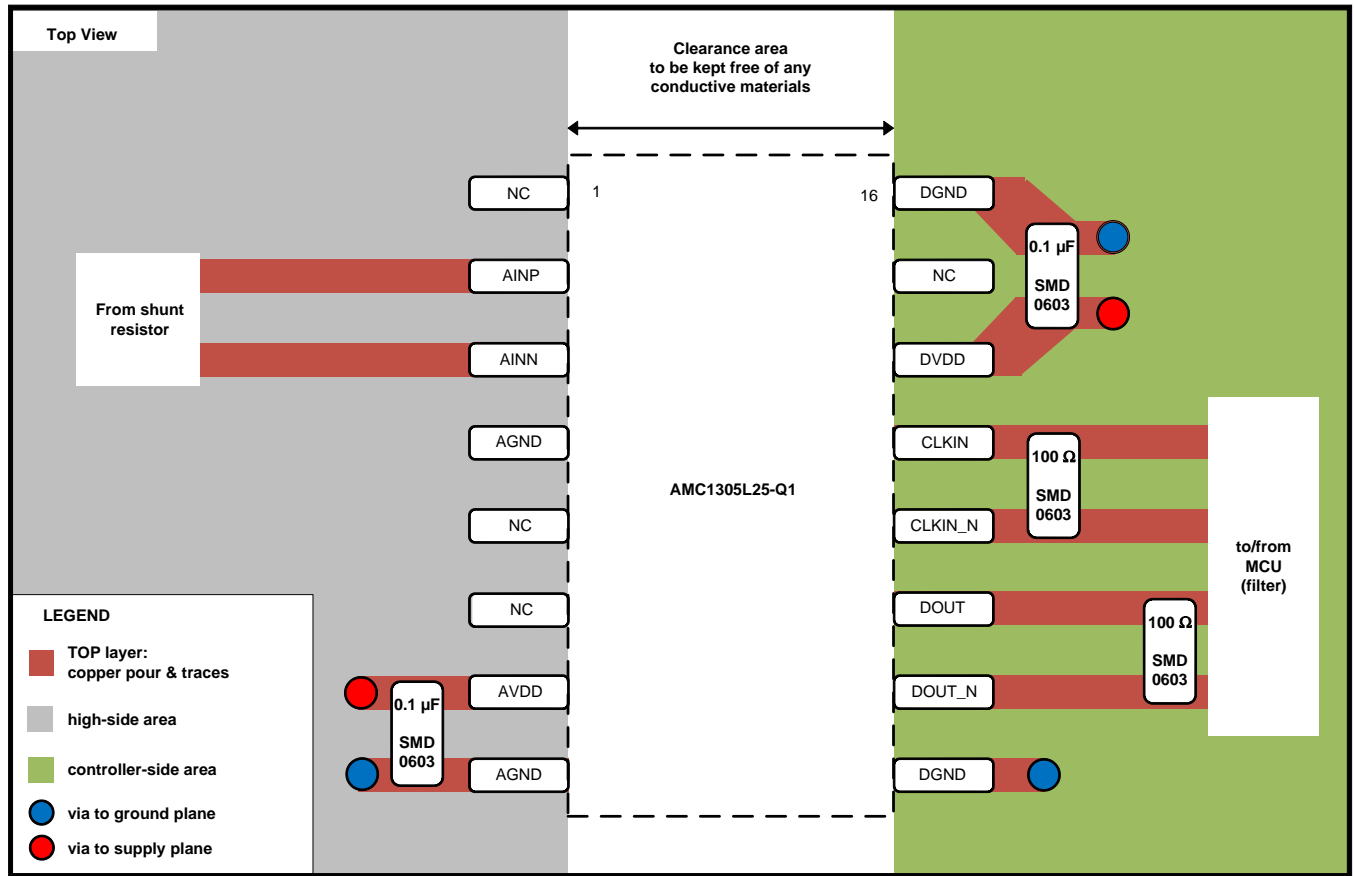 Top View
Clearance area
to be kept free of any
conductive materials
NC
1
16
DGND
AINP
NC
0.1 µF
SMD
0603
From shunt
resistor
AINN
DVDD
AGND
CLKIN
100 Ω
SMD
0603
AMC1305L25-Q1
NC
CLKIN_N
to/from
MCU
(filter)
NC
DOUT
100 Ω
SMD
0603
AVDD
DOUT_N
0.1 µF
SMD
0603
AGND
DGND
LEGEND
TOP layer:
copper pour & traces
high-side area
controller-side area
via to ground plane
via to supply plane